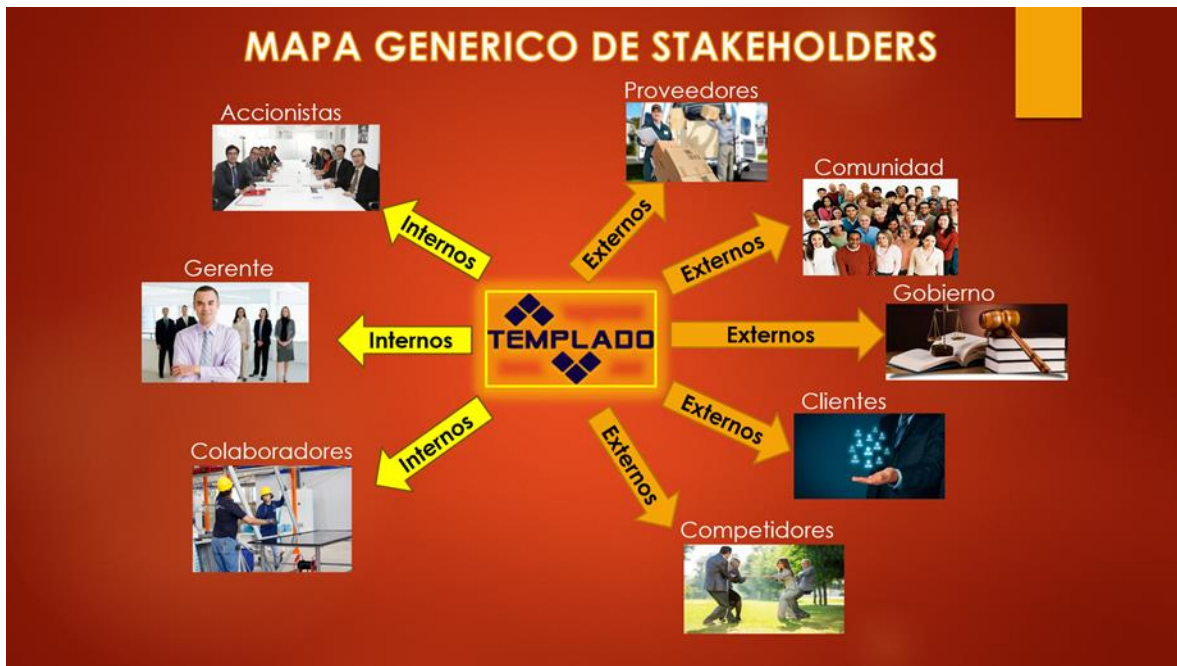 MAPA GENERICO DE STAKEHOLDERS
Proveedores
Accionistas
Comunidad
Internos
Externos
Externos
Gerente
Gobierno
Internos
TEMPLADO
Externos
Clientes
Colaboradores
Internos
Externos
Externos
Competidores